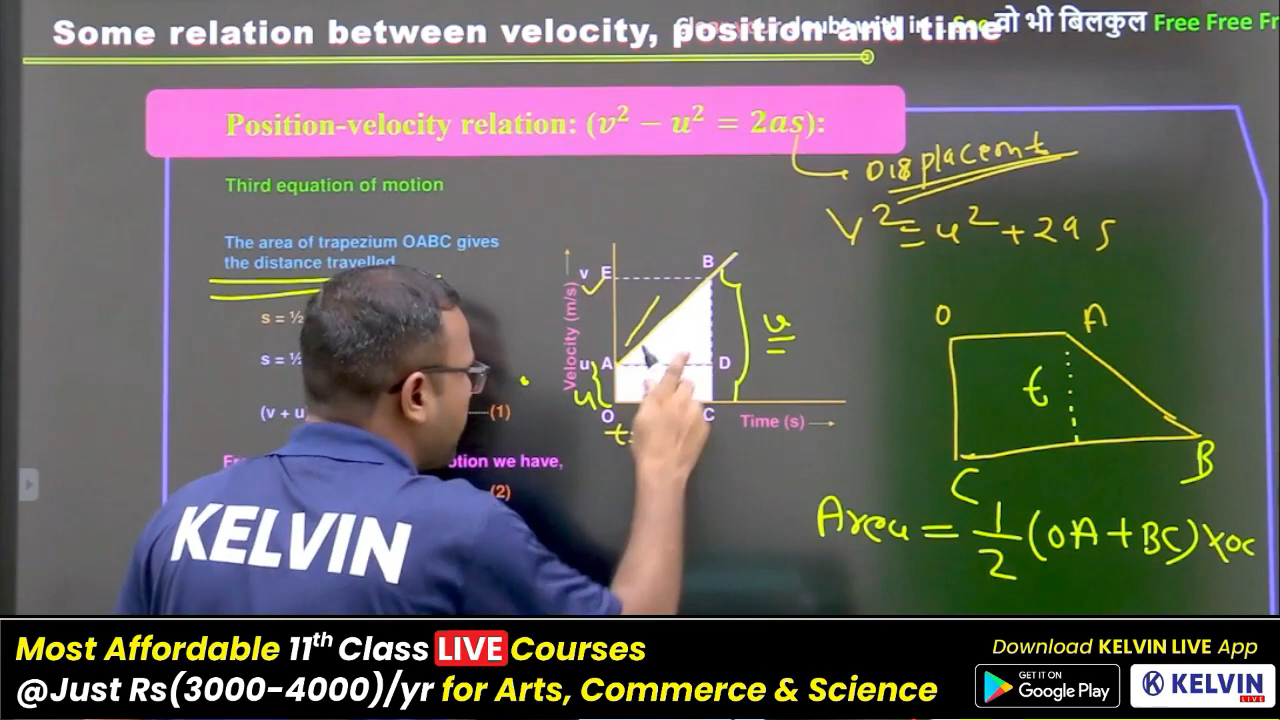 Some relation between velocity, position and time
वो भी बिलकुल Free Free Fr
Position-velocity relation: (v² − u² = 2as):
Displacemnt
V² = u² + 2as
Third equation of motion
The area of trapezium OABC gives
the distance travelled
s = ½
s = ½
(v + u
(1)
otion we have,
(2)
Velocity (m/s)
v E
B
u A
D
O
C
Time (s)
u
v
t=
O A
t
C B
Area = 1/2 (OA + BC) × OC
KELVIN
Most Affordable 11th Class LIVE Courses
@Just Rs(3000-4000)/yr for Arts, Commerce & Science
Download KELVIN LIVE App
GET IT ON
Google Play
KELVIN
LIVE